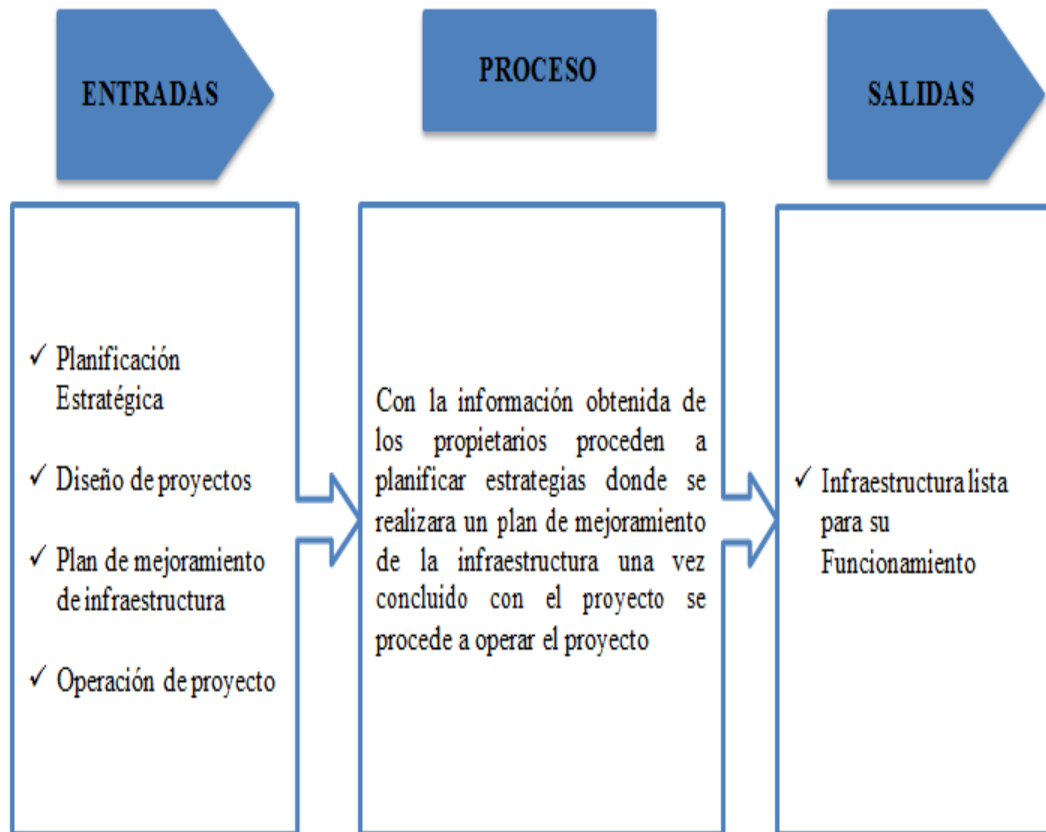 ENTRADAS
PROCESO
SALIDAS
✓ Planificación
Estratégica
✓ Diseño de proyectos
✓ Plan de mejoramiento
de infraestructura
✓ Operación de proyecto
Con la información obtenida de
los propietarios proceden a
planificar estrategias donde se
realizara un plan de mejoramiento
de la infraestructura una vez
concluido con el proyecto se
procede a operar el proyecto
✓ Infraestructura lista
para su
Funcionamiento